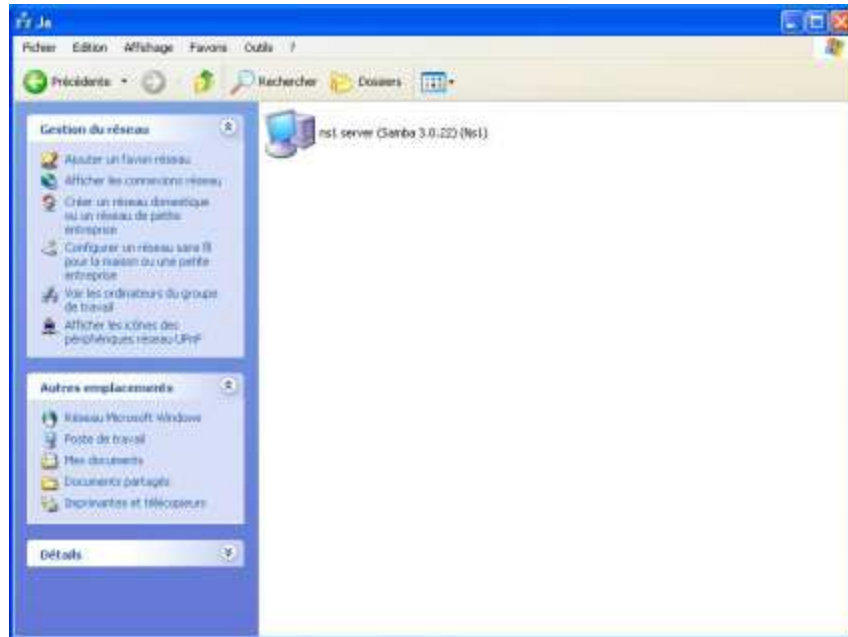 Ja
Fichier Edition Affichage Favoris Outils ?
Précédente Rechercher Dossiers
Gestion du réseau
Ajouter un favori réseau
Afficher les connexions réseau
Créer un réseau domestique
ou un réseau de petite
entreprise
Configurer un réseau sans fil
pour la maison ou une petite
entreprise
Voir les ordinateurs du groupe
de travail
Afficher les icônes des
périphériques réseau UPnP
ns1 server (Samba 3.0.22) (Ns1)
Autres emplacements
Réseau Microsoft Windows
Poste de travail
Mes documents
Documents partagés
Imprimantes et télécopieurs
Détails